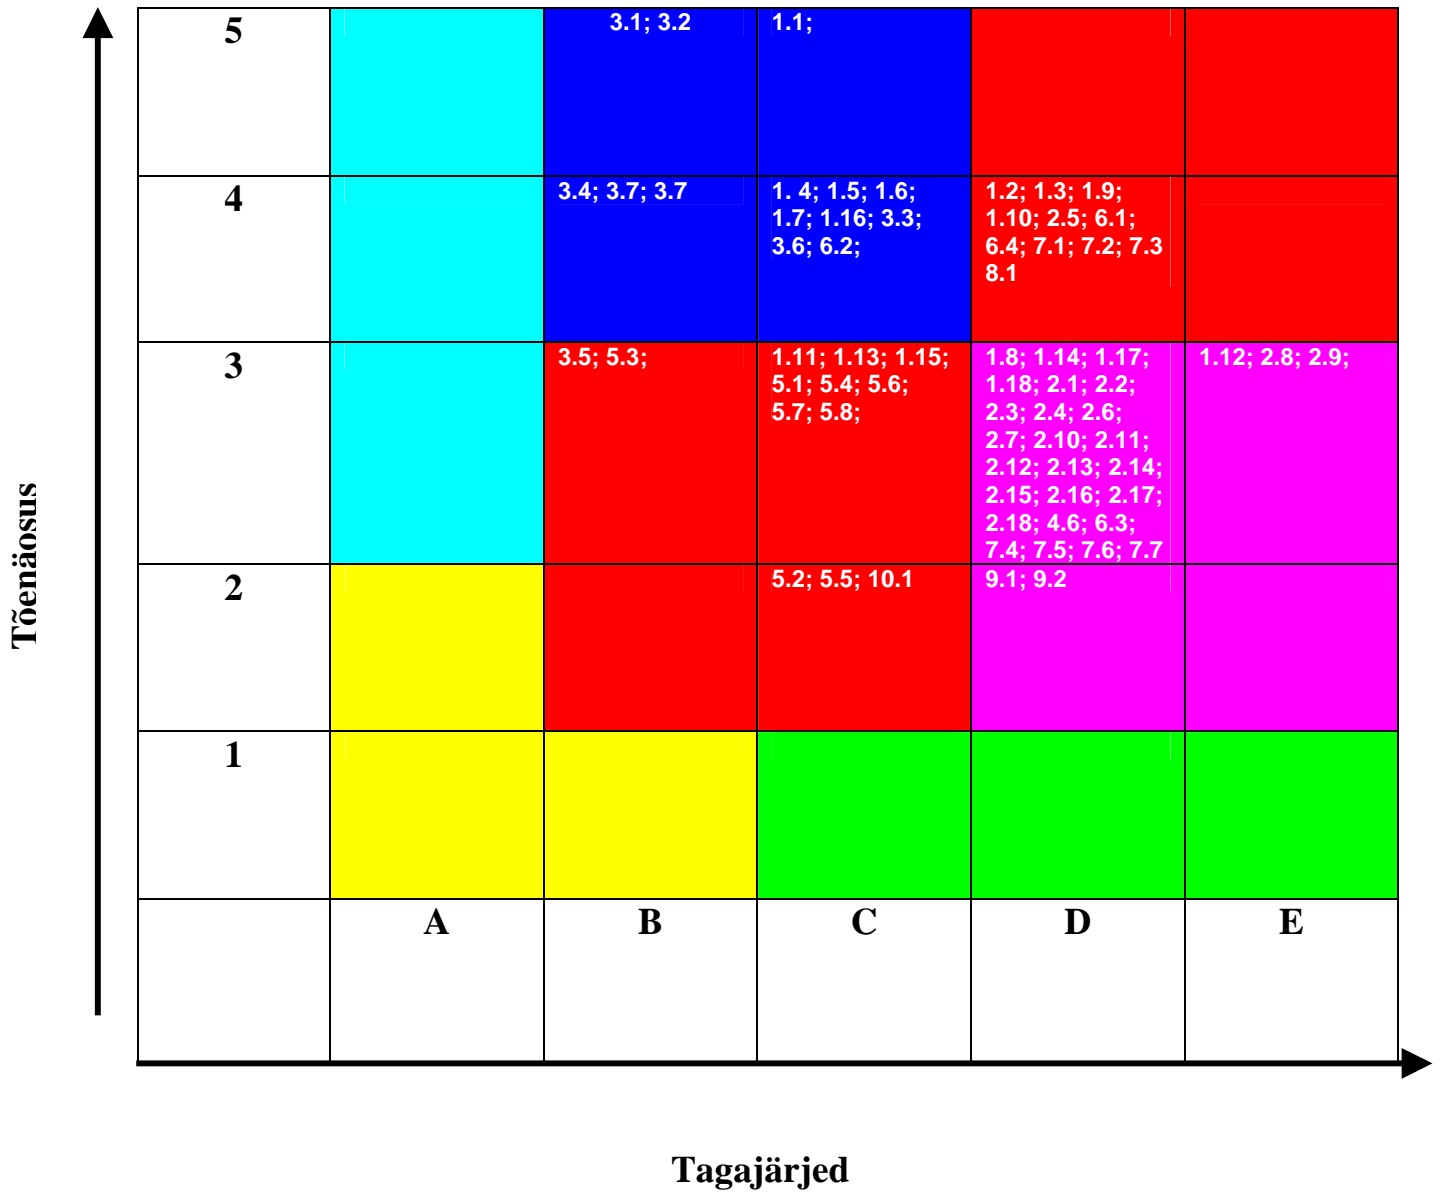 5
3.1; 3.2
1.1;
4
3.4; 3.7; 3.7
1. 4; 1.5; 1.6;
1.7; 1.16; 3.3;
3.6; 6.2;
1.2; 1.3; 1.9;
1.10; 2.5; 6.1;
6.4; 7.1; 7.2; 7.3
8.1
3
3.5; 5.3;
1.11; 1.13; 1.15;
5.1; 5.4; 5.6;
5.7; 5.8;
1.8; 1.14; 1.17;
1.18; 2.1; 2.2;
2.3; 2.4; 2.6;
2.7; 2.10; 2.11;
2.12; 2.13; 2.14;
2.15; 2.16; 2.17;
2.18; 4.6; 6.3;
7.4; 7.5; 7.6; 7.7
1.12; 2.8; 2.9;
2
5.2; 5.5; 10.1
9.1; 9.2
1
A
B
C
D
E
Tõenäosus
Tagajärjed